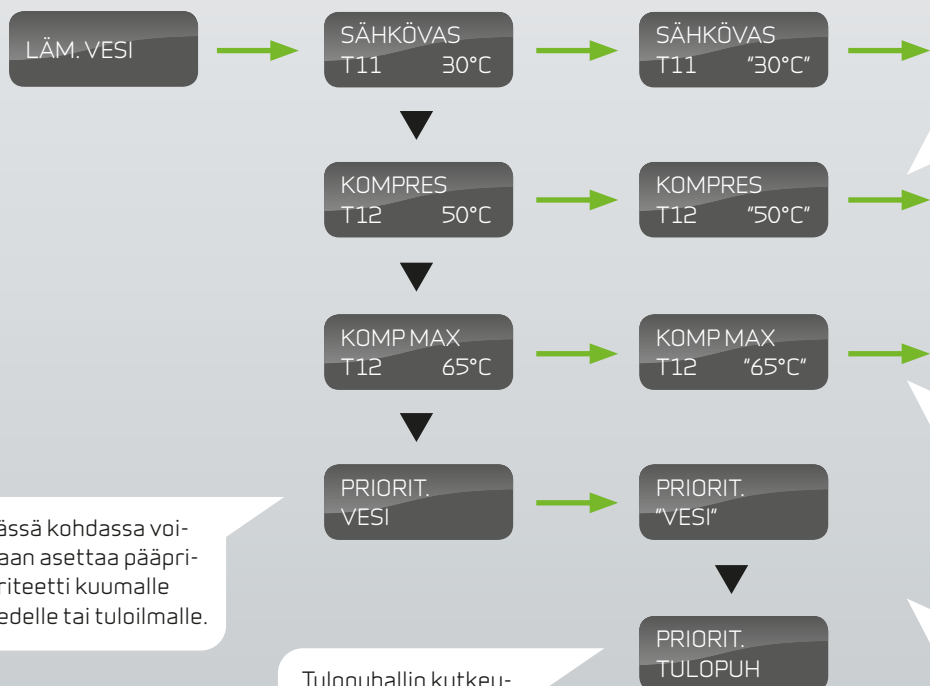 LÄM. VESI
SÄHKÖVAS
T11 30°C
SÄHKÖVAS
T11 "30°C"
KOMPRES
T12 50°C
KOMPRES
T12 "50°C"
KOMP MAX
T12 65°C
KOMP MAX
T12 "65°C"
PRIORIT.
VESI
PRIORIT.
"VESI"
ässä kohdassa voi-
aan asettaa pääpri-
riteetti kuumalle
edelle tai tuloilmalle.
PRIORIT.
TULOPUH
Tulopuhallin kytkeu-